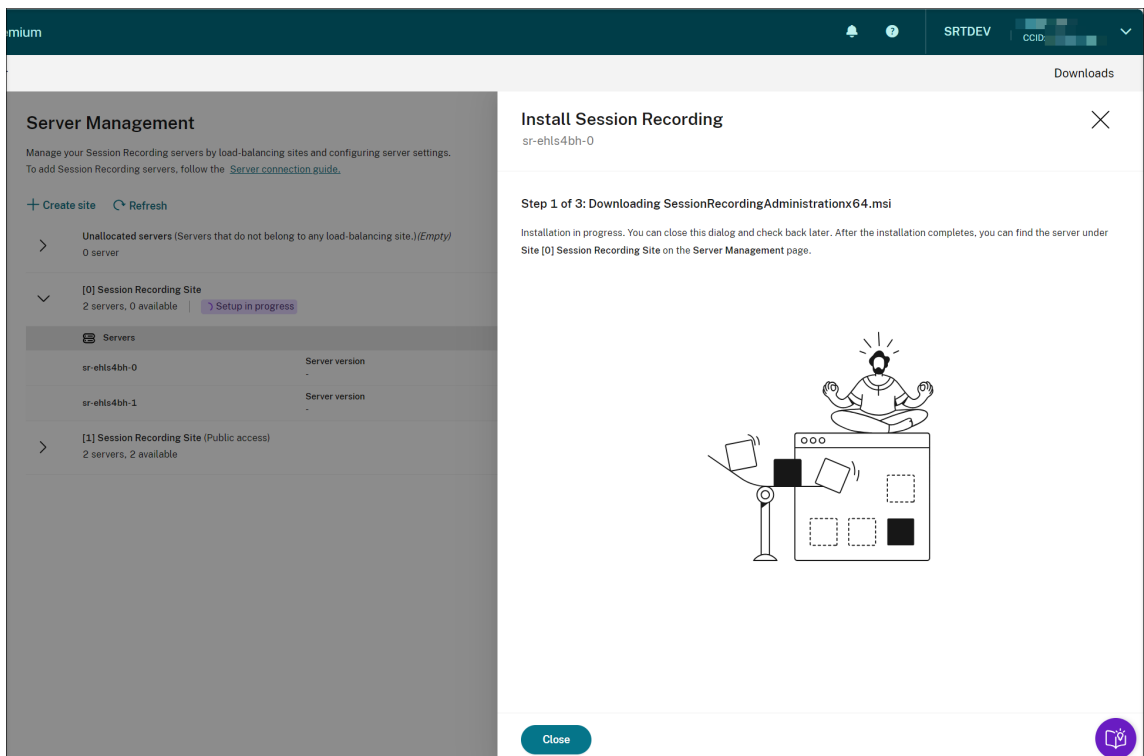 mium
SRTDEV
CCID:
Downloads
Server Management
Manage your Session Recording servers by load-balancing sites and configuring server settings.
To add Session Recording servers, follow the Server connection guide.
Create site
Refresh
Unallocated servers (Servers that do not belong to any load-balancing site.)(Empty)
0 server
[0] Session Recording Site
2 servers, 0 available
Setup in progress
Servers
sr-ehls4bh-0
Server version
-
sr-ehls4bh-1
Server version
-
[1] Session Recording Site (Public access)
2 servers, 2 available
Install Session Recording
sr-ehls4bh-0
Step 1 of 3: Downloading SessionRecordingAdministrationx64.msi
Installation in progress. You can close this dialog and check back later. After the installation completes, you can find the server under
Site [0] Session Recording Site on the Server Management page.
Close